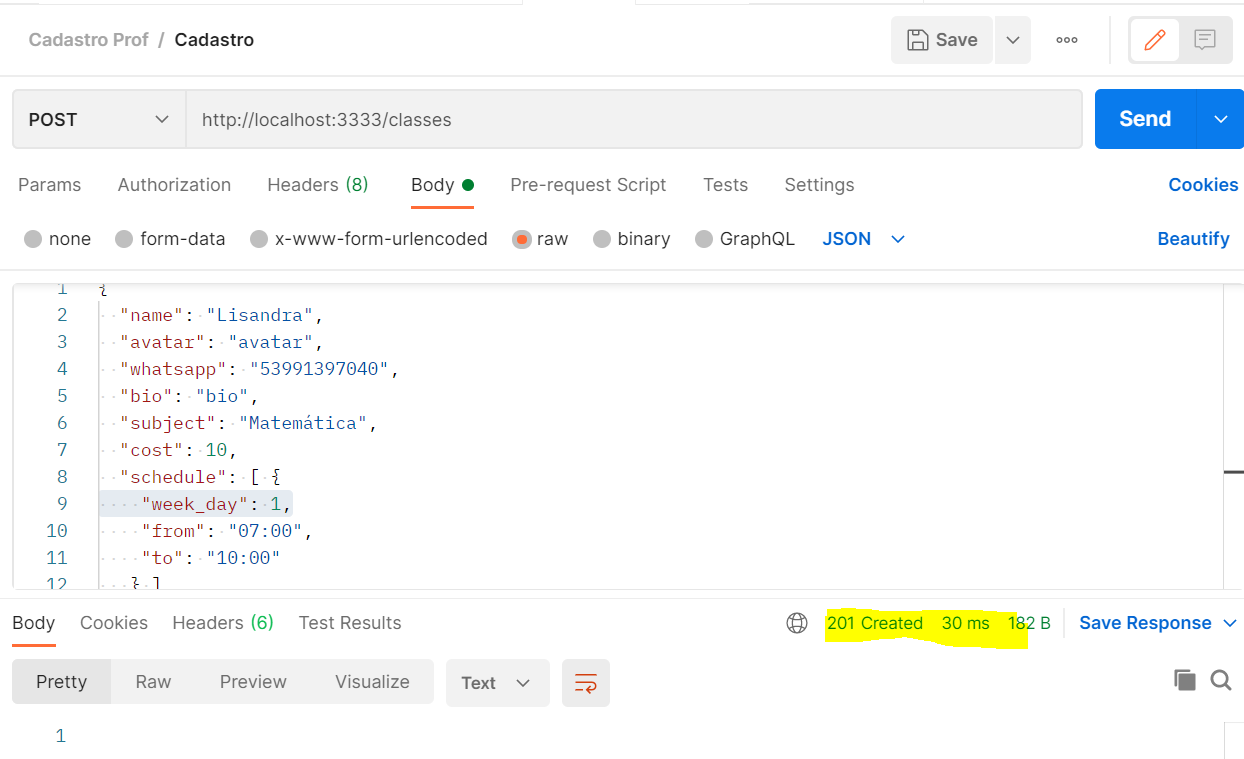 Cadastro Prof / Cadastro
Save
POST
http://localhost:3333/classes
Send
Params Authorization Headers (8) Body Pre-request Script Tests Settings Cookies
none form-data x-www-form-urlencoded raw binary GraphQL JSON Beautify
1 {
2 "name": "Lisandra",
3 "avatar": "avatar",
4 "whatsapp": "53991397040",
5 "bio": "bio",
6 "subject": "Matemática",
7 "cost": 10,
8 "schedule": [ {
9 "week_day": 1,
10 "from": "07:00",
11 "to": "10:00"
12 } ]
Body Cookies Headers (6) Test Results 201 Created 30 ms 182 B Save Response
Pretty Raw Preview Visualize Text
1